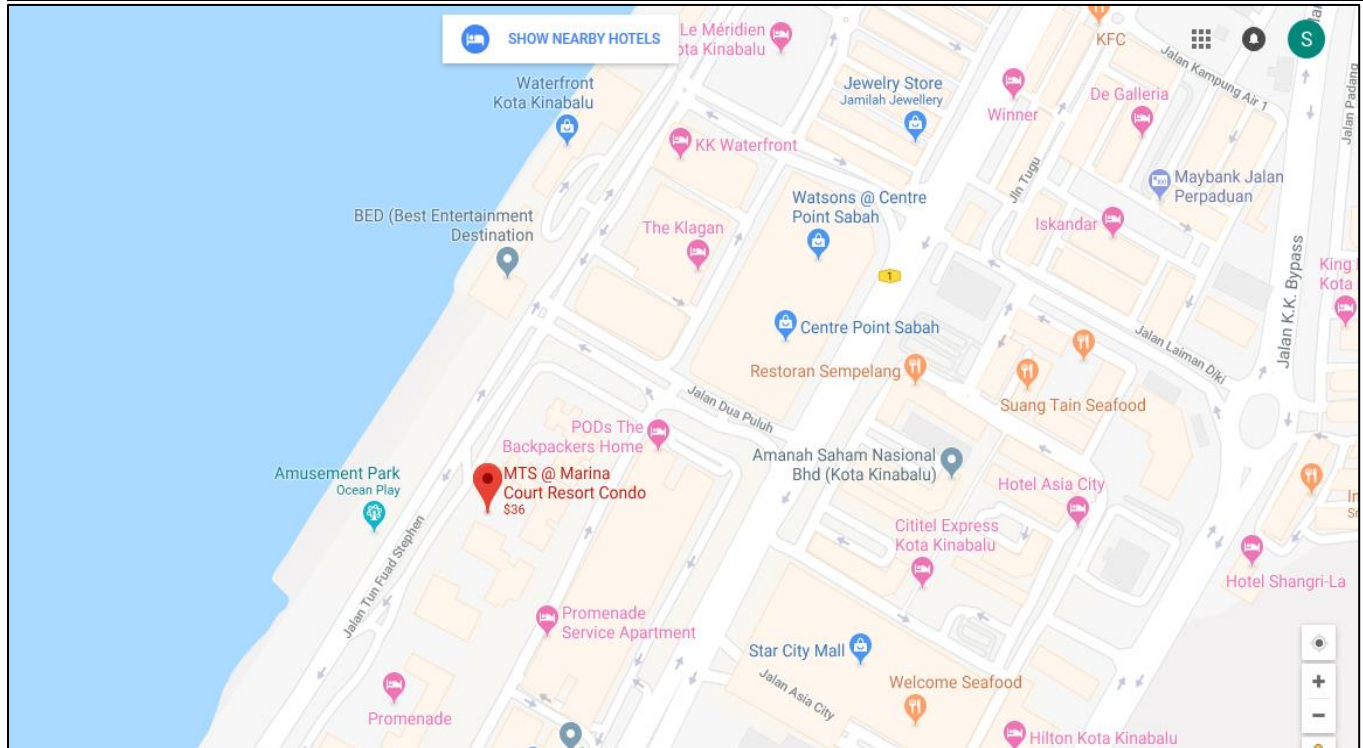 SHOW NEARBY HOTELS
Le Méridien
Kota Kinabalu
KFC
S
Jalan Kampung Air 1
Jalan Padang
Waterfront
Kota Kinabalu
Jewelry Store
Jamilah Jewellery
Winner
De Galleria
KK Waterfront
Jln Tugu
Maybank Jalan
Perpaduan
Watsons @ Centre
Point Sabah
BED (Best Entertainment
Destination
The Klagan
Iskandar
1
King
Kota
Jalan K.K. Bypass
Centre Point Sabah
Jalan Laiman Diki
Restoran Sempelang
Jalan Dua Puluh
Suang Tain Seafood
PODs The
Backpackers Home
Amanah Saham Nasional
Bhd (Kota Kinabalu)
Amusement Park
Ocean Play
MTS @ Marina
Court Resort Condo
$36
Hotel Asia City
Cititel Express
Kota Kinabalu
Jalan Tun Fuad Stephen
Hotel Shangri-La
Promenade
Service Apartment
Star City Mall
Jalan Asia City
Welcome Seafood
Promenade
Hilton Kota Kinabalu
+
−